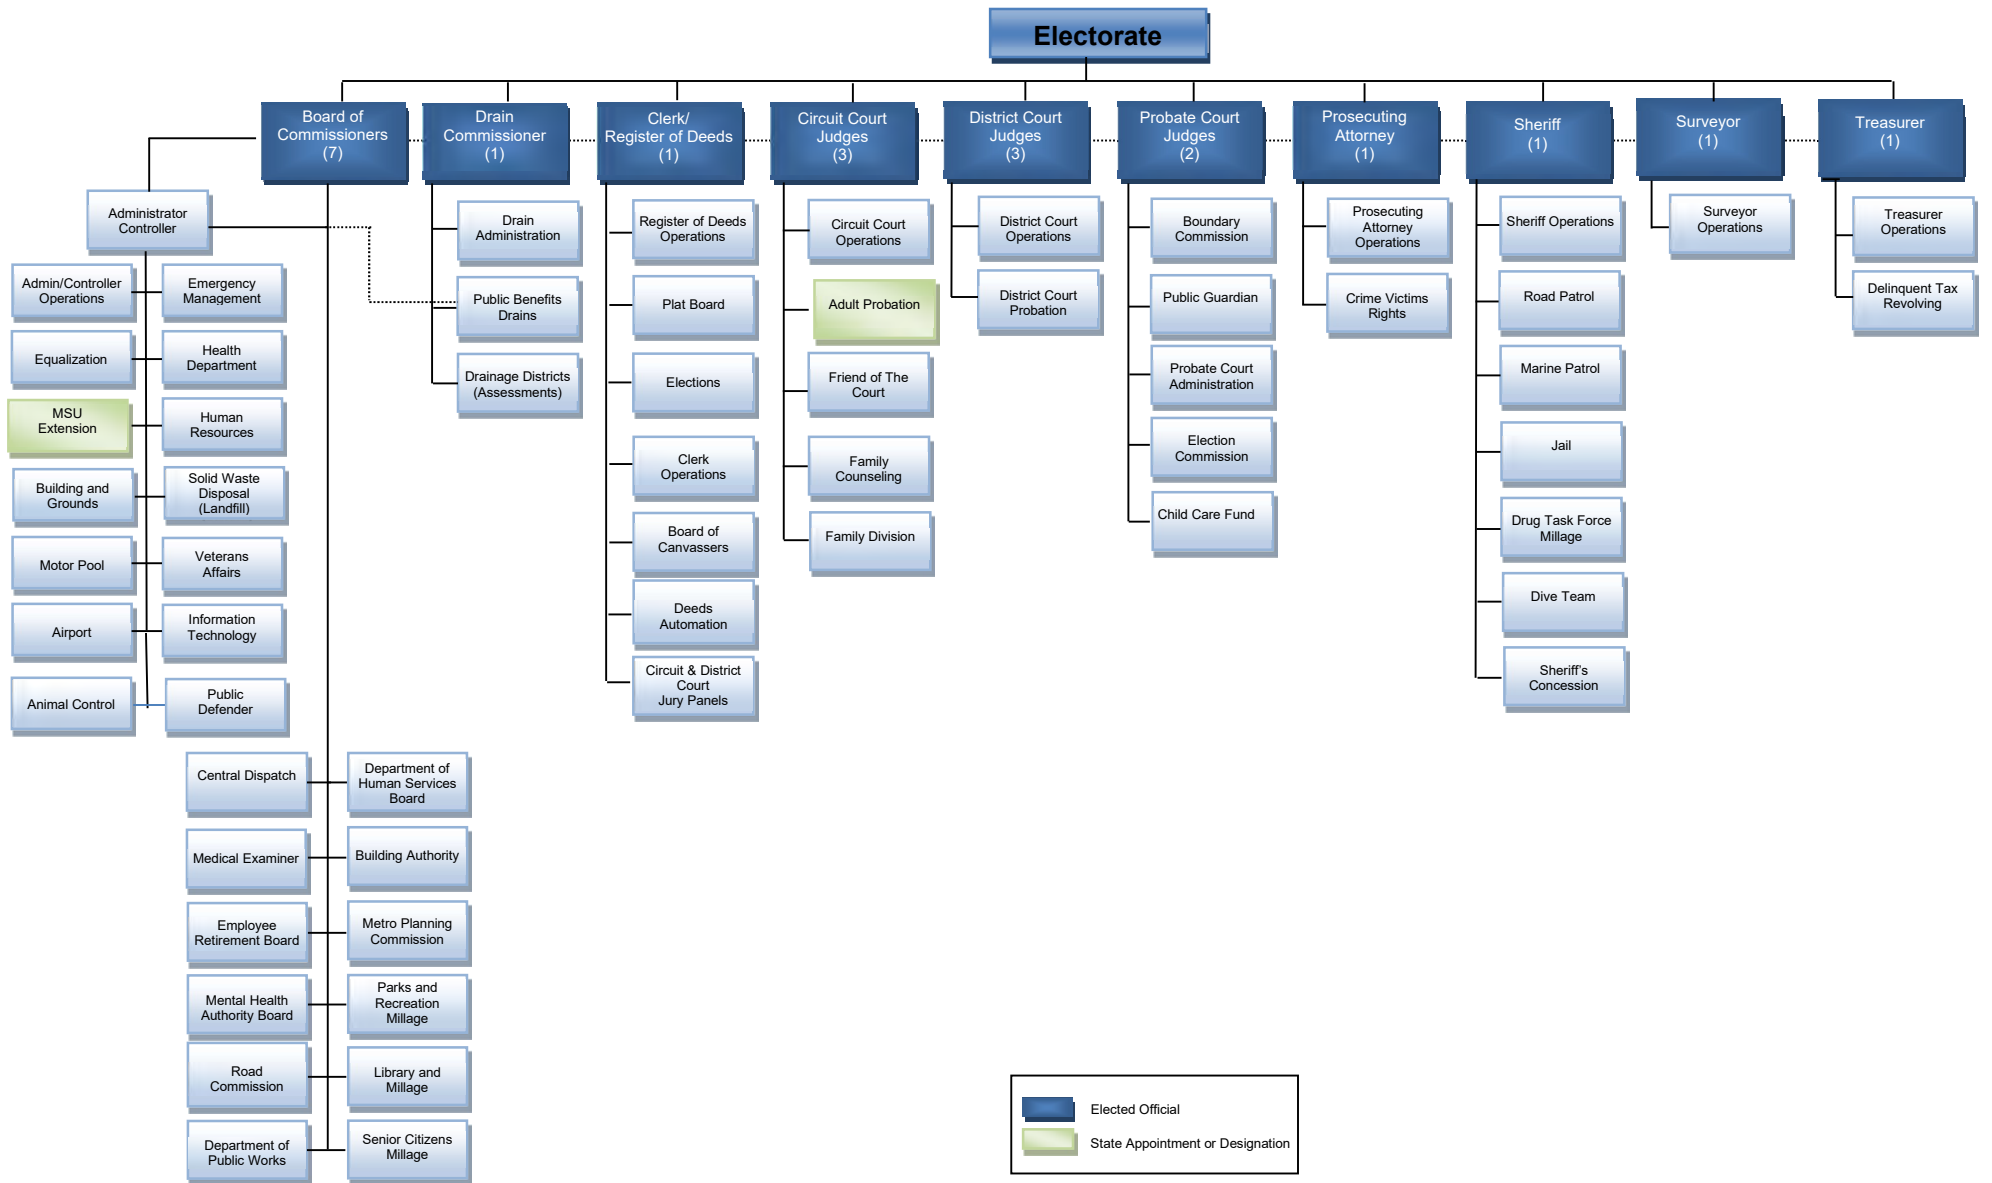 Electorate
Board of
Commissioners
(7)
Drain
Commissioner
(1)
Clerk/
Register of Deeds
(1)
Circuit Court
Judges
(3)
District Court
Judges
(3)
Probate Court
Judges
(2)
Prosecuting
Attorney
(1)
Sheriff
(1)
Surveyor
(1)
Treasurer
(1)
Administrator
Controller
Admin/Controller
Operations
Emergency
Management
Equalization
Health
Department
MSU
Extension
Human
Resources
Building and
Grounds
Solid Waste
Disposal
(Landfill)
Motor Pool
Veterans
Affairs
Airport
Information
Technology
Animal Control
Public
Defender
Central Dispatch
Department of
Human Services
Board
Medical Examiner
Building Authority
Employee
Retirement Board
Metro Planning
Commission
Mental Health
Authority Board
Parks and
Recreation
Millage
Road
Commission
Library and
Millage
Department of
Public Works
Senior Citizens
Millage
Drain
Administration
Public Benefits
Drains
Drainage Districts
(Assessments)
Register of Deeds
Operations
Plat Board
Elections
Clerk
Operations
Board of
Canvassers
Deeds
Automation
Circuit & District
Court
Jury Panels
Circuit Court
Operations
Adult Probation
Friend of The
Court
Family
Counseling
Family Division
District Court
Operations
District Court
Probation
Boundary
Commission
Public Guardian
Probate Court
Administration
Election
Commission
Child Care Fund
Prosecuting
Attorney
Operations
Crime Victims
Rights
Sheriff Operations
Road Patrol
Marine Patrol
Jail
Drug Task Force
Millage
Dive Team
Sheriff's
Concession
Surveyor
Operations
Treasurer
Operations
Delinquent Tax
Revolving
Elected Official
State Appointment or Designation